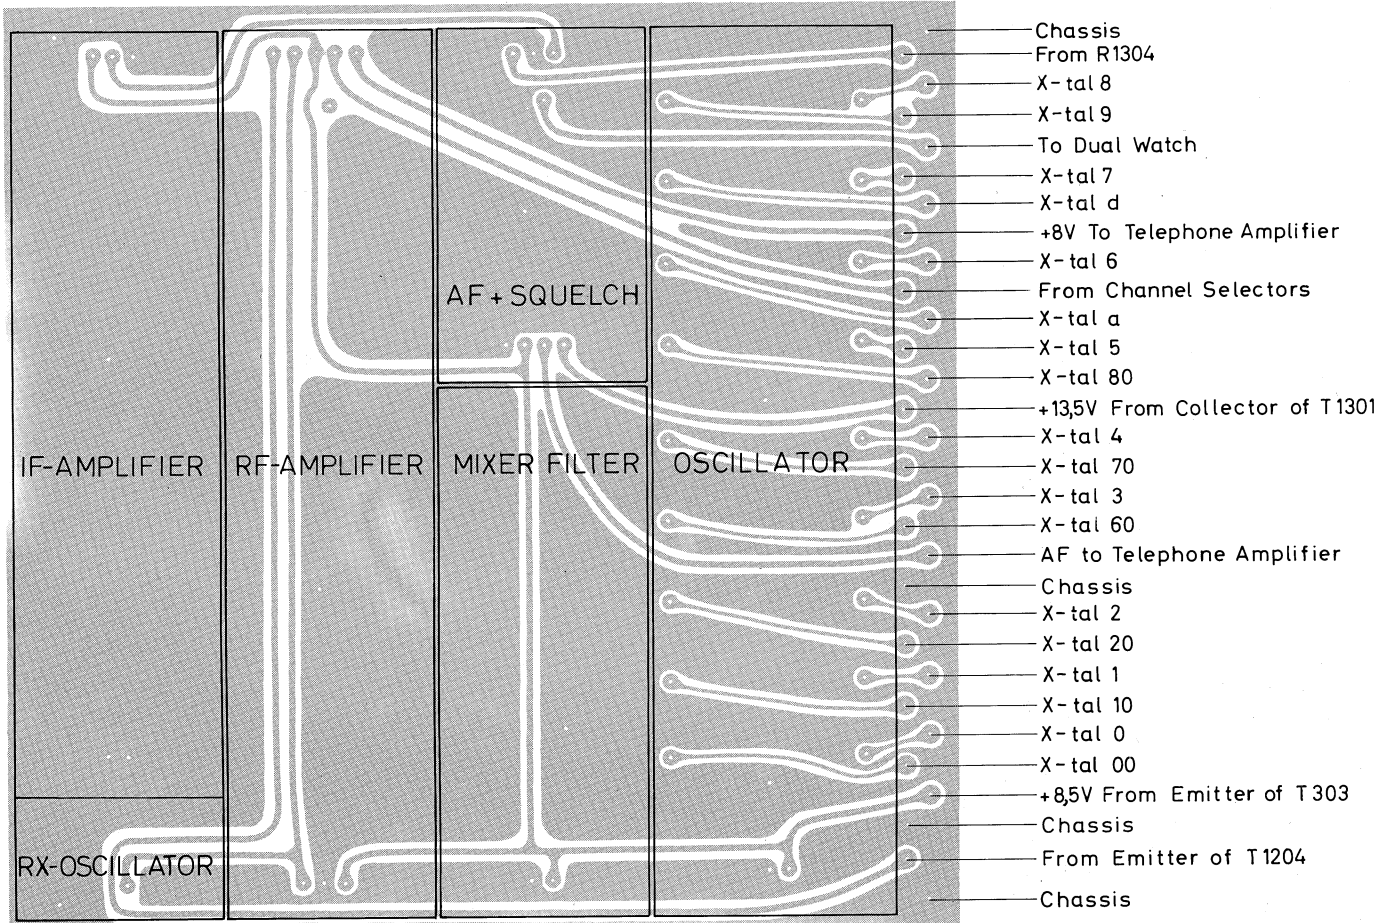 Chassis
From R1304
X-tal 8
X-tal 9
To Dual Watch
X-tal 7
X-tal d
+8V To Telephone Amplifier
X-tal 6
From Channel Selectors
X-tal a
X-tal 5
X-tal 80
+13,5V From Collector of T1301
X-tal 4
X-tal 70
X-tal 3
X-tal 60
AF to Telephone Amplifier
Chassis
X-tal 2
X-tal 20
X-tal 1
X-tal 10
X-tal 0
X-tal 00
+8,5V From Emitter of T303
Chassis
From Emitter of T1204
Chassis
AF+SQUELCH
IF-AMPLIFIER
RF-AMPLIFIER
MIXER FILTER
OSCILLATOR
RX-OSCILLATOR